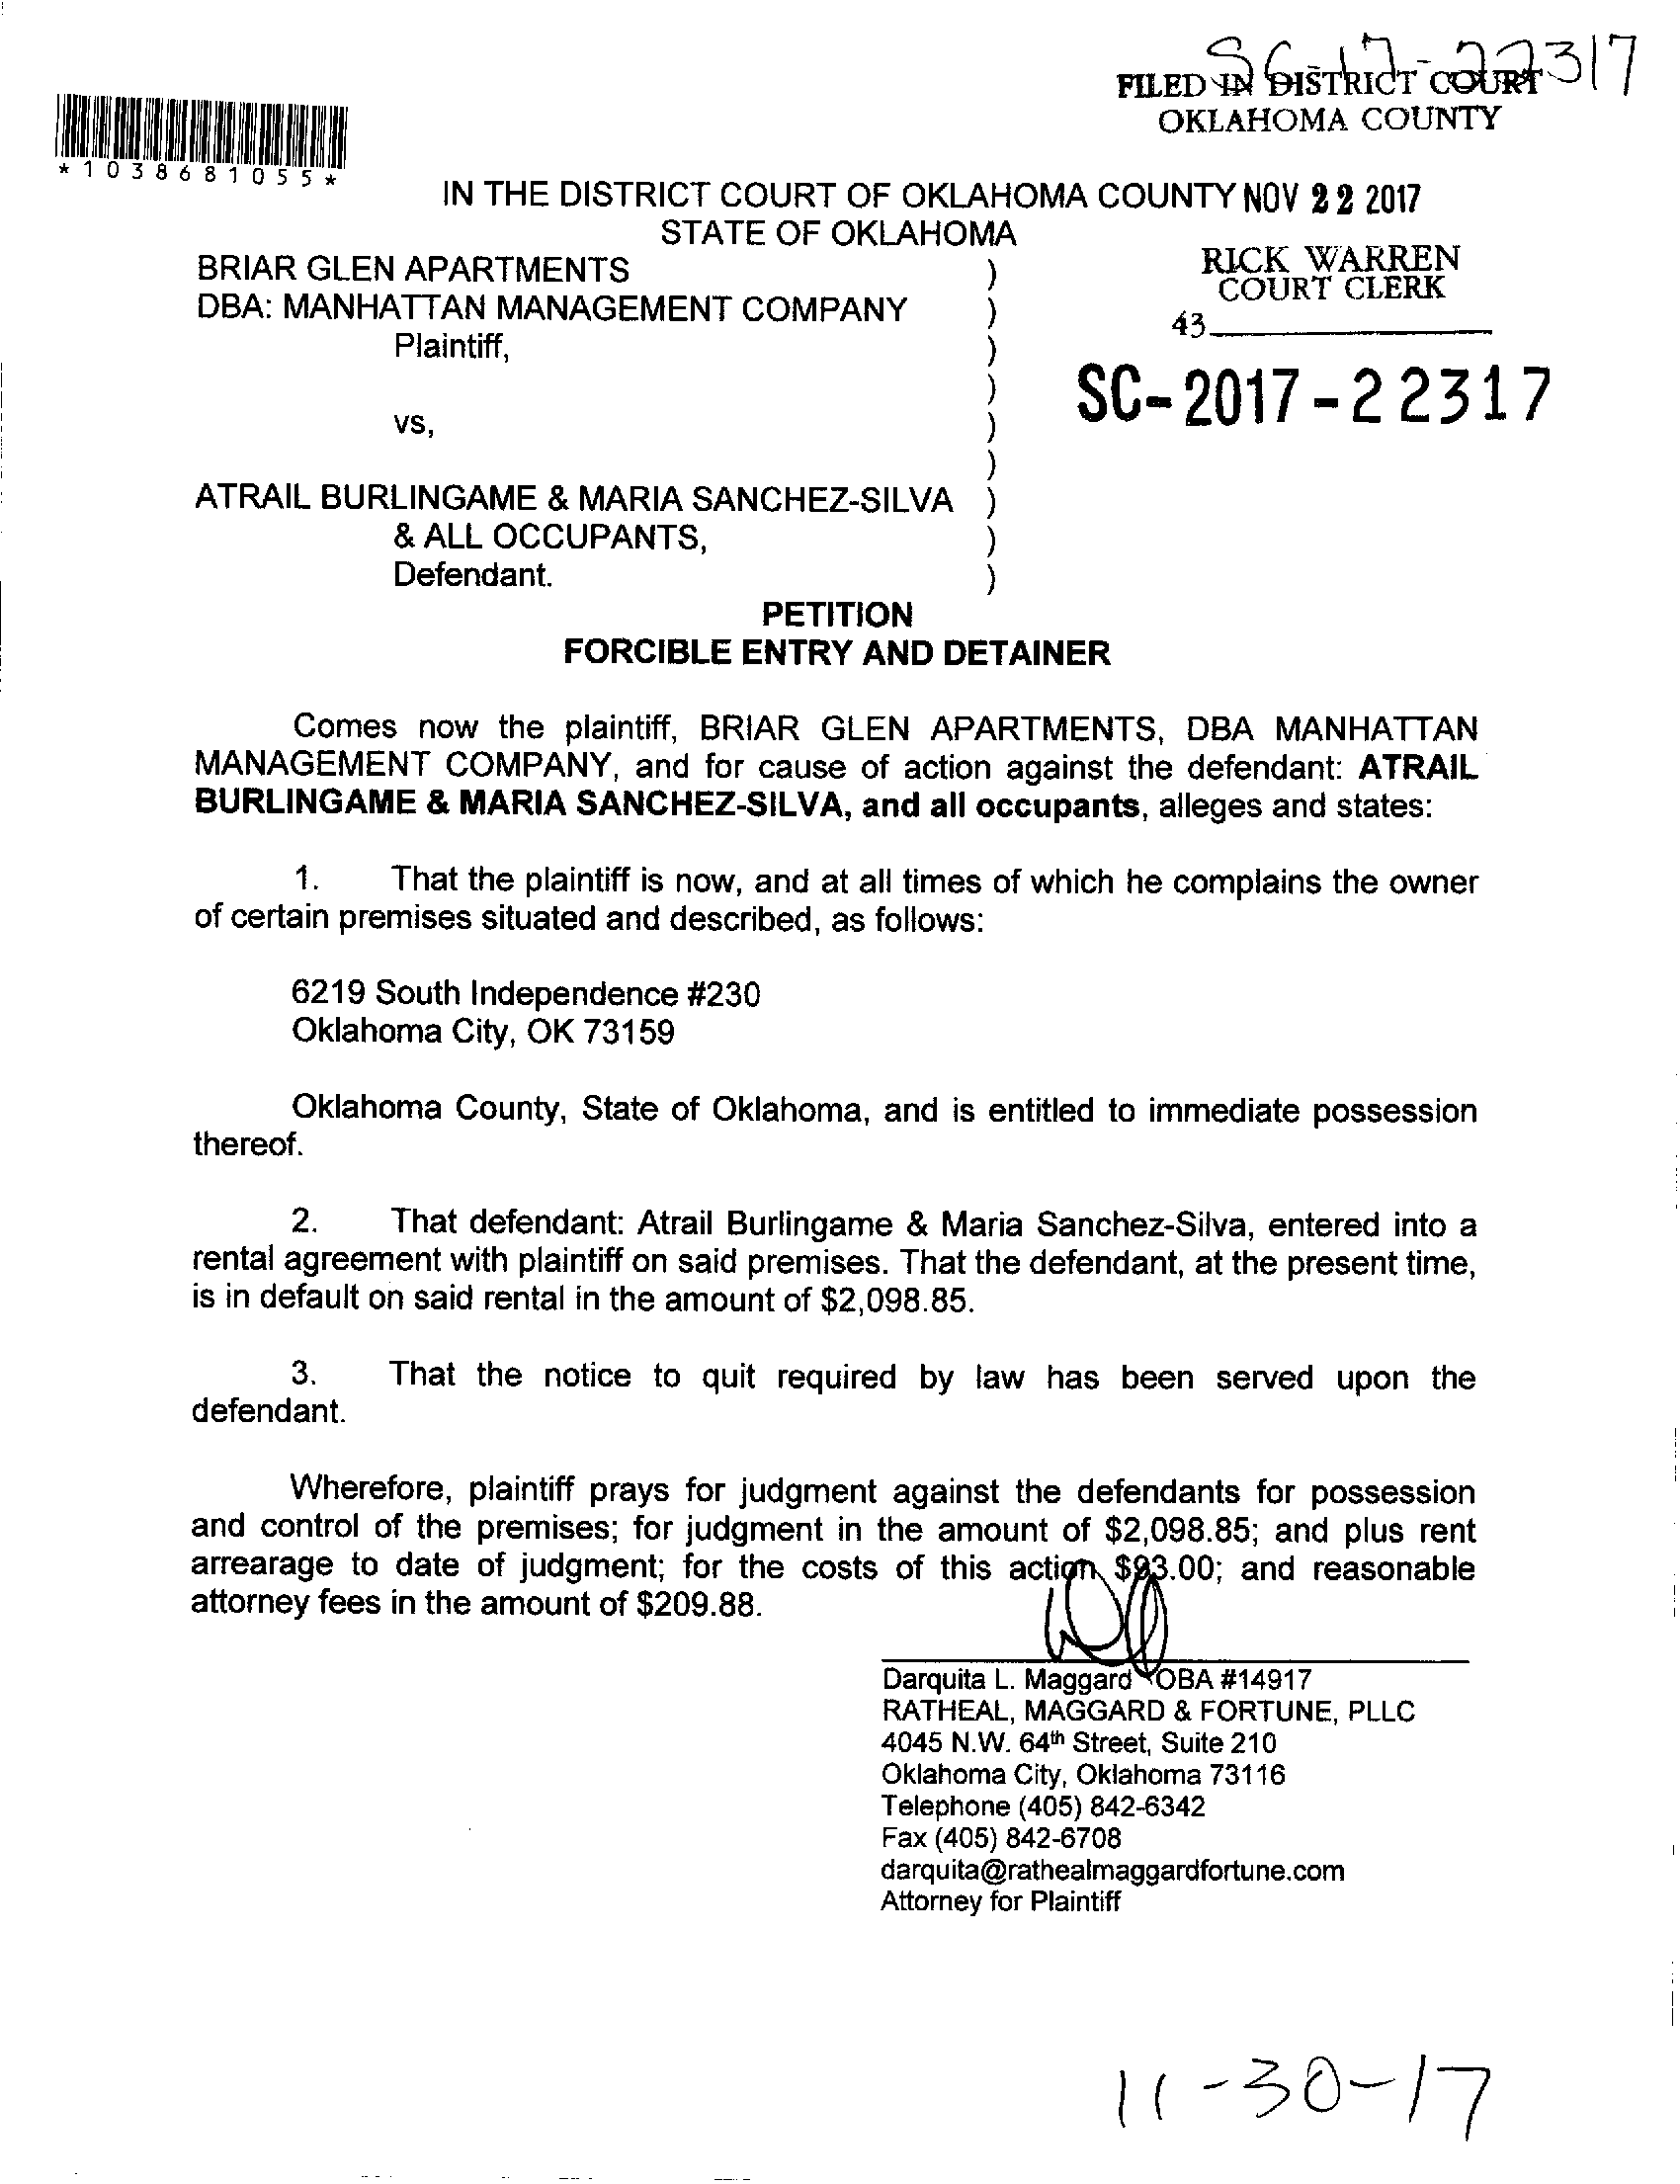 SC-17-22317
FILED IN DISTRICT COURT
OKLAHOMA COUNTY
*1038681055*
IN THE DISTRICT COURT OF OKLAHOMA COUNTY NOV 22 2017
STATE OF OKLAHOMA
RICK WARREN
COURT CLERK
43
BRIAR GLEN APARTMENTS )
DBA: MANHATTAN MANAGEMENT COMPANY )
Plaintiff, )
)
SC-2017-22317
vs, )
)
ATRAIL BURLINGAME & MARIA SANCHEZ-SILVA )
& ALL OCCUPANTS, )
Defendant. )
PETITION
FORCIBLE ENTRY AND DETAINER
Comes now the plaintiff, BRIAR GLEN APARTMENTS, DBA MANHATTAN
MANAGEMENT COMPANY, and for cause of action against the defendant: ATRAIL
BURLINGAME & MARIA SANCHEZ-SILVA, and all occupants, alleges and states:
1. That the plaintiff is now, and at all times of which he complains the owner
of certain premises situated and described, as follows:
6219 South Independence #230
Oklahoma City, OK 73159
Oklahoma County, State of Oklahoma, and is entitled to immediate possession
thereof.
2. That defendant: Atrail Burlingame & Maria Sanchez-Silva, entered into a
rental agreement with plaintiff on said premises. That the defendant, at the present time,
is in default on said rental in the amount of $2,098.85.
3. That the notice to quit required by law has been served upon the
defendant.
Wherefore, plaintiff prays for judgment against the defendants for possession
and control of the premises; for judgment in the amount of $2,098.85; and plus rent
arrearage to date of judgment; for the costs of this action $93.00; and reasonable
attorney fees in the amount of $209.88.
Darquita L. Maggard OBA #14917
RATHEAL, MAGGARD & FORTUNE, PLLC
4045 N.W. 64th Street, Suite 210
Oklahoma City, Oklahoma 73116
Telephone (405) 842-6342
Fax (405) 842-6708
darquita@rathealmaggardfortune.com
Attorney for Plaintiff
11-30-17